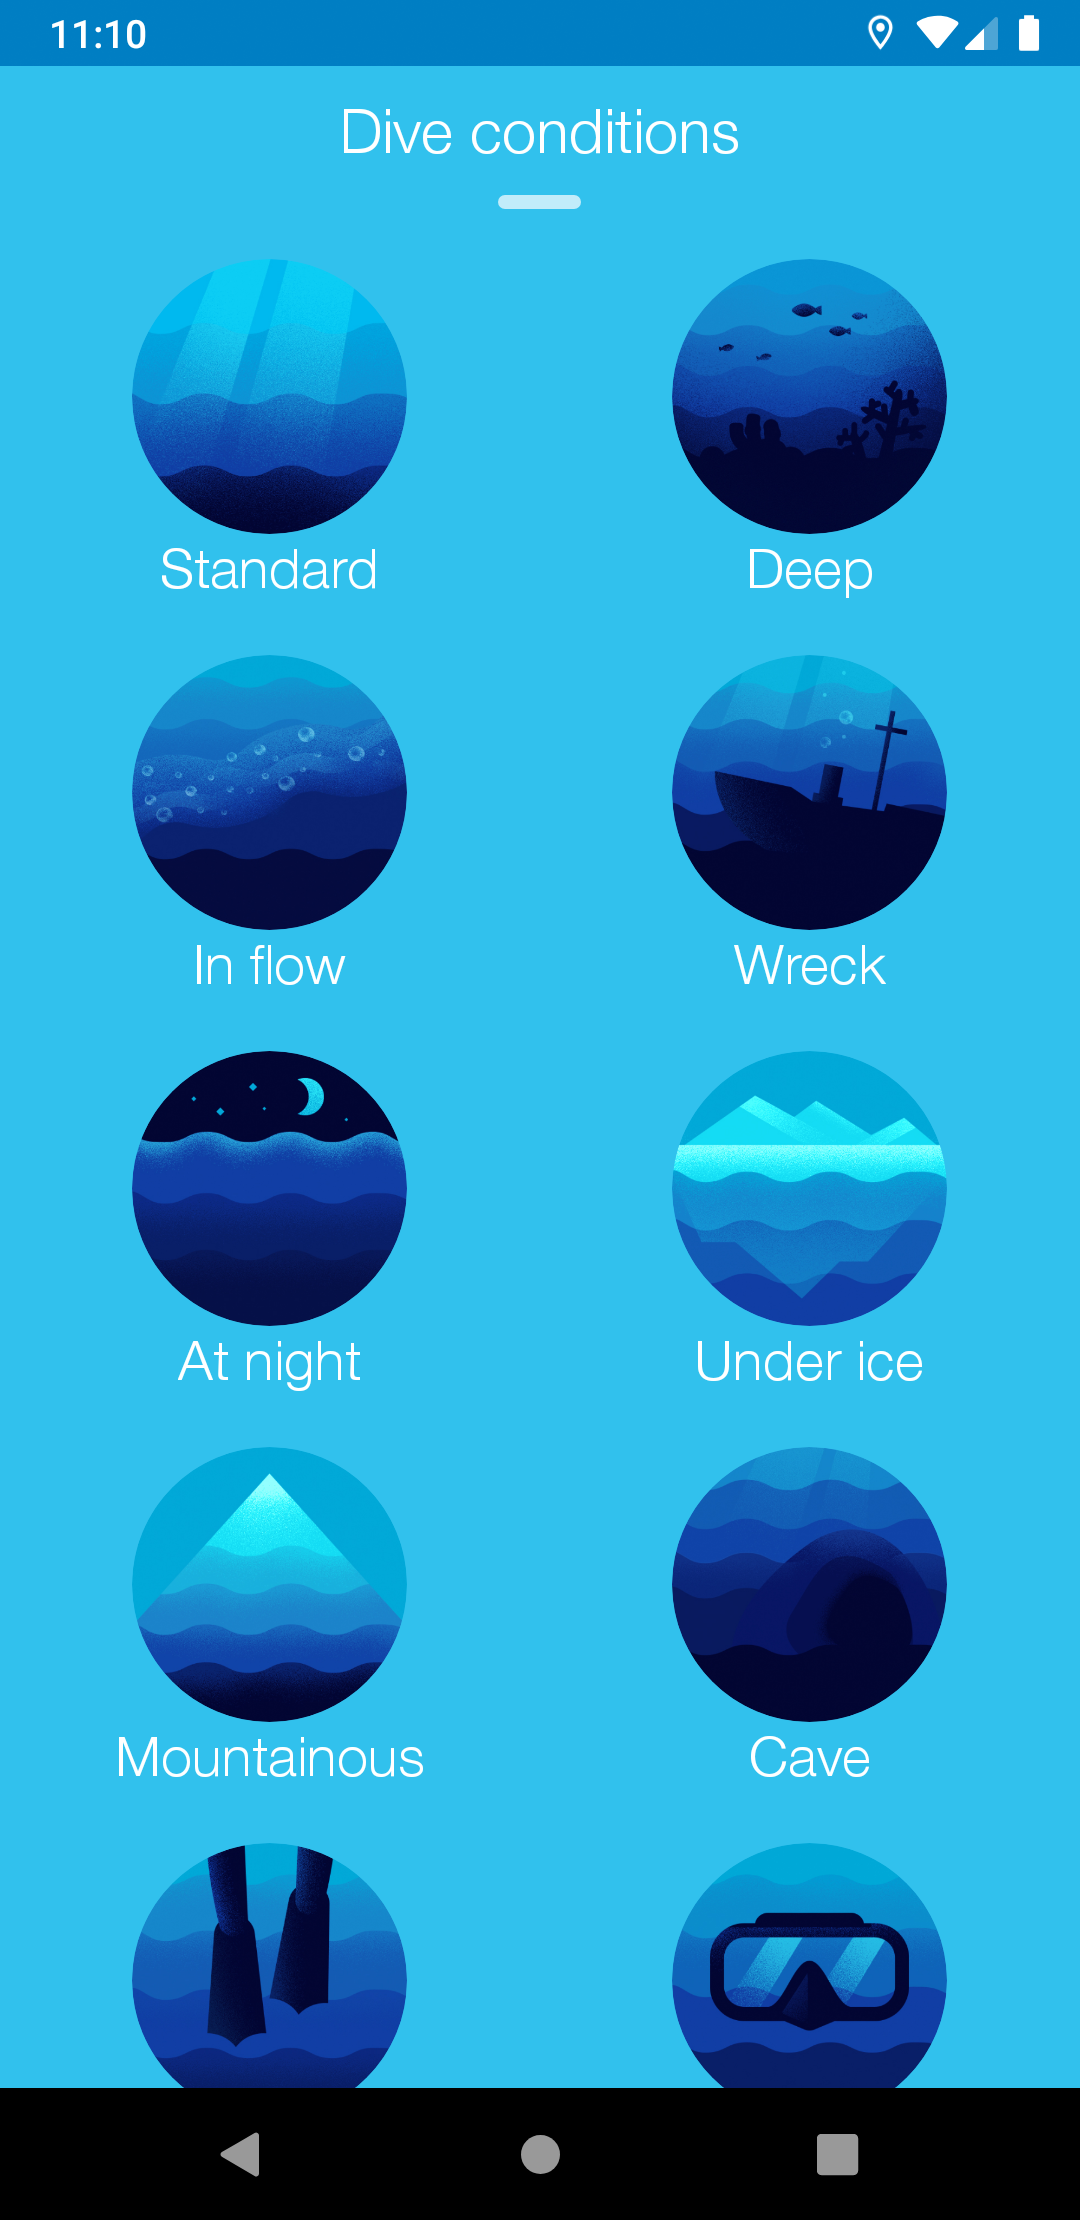 11:10
Dive conditions
Standard
Deep
In flow
Wreck
At night
Under ice
Mountainous
Cave